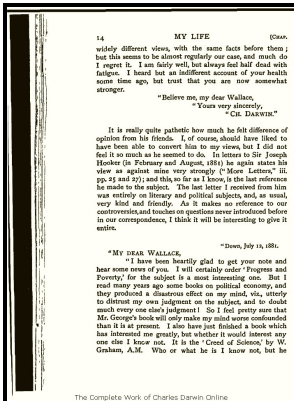 14 MY LIFE [CHAP.
widely different views, with the same facts before them;
but this seems to be almost regularly our case, and much do
I regret it. I am fairly well, but always feel half dead with
fatigue. I heard but an indifferent account of your health
some time ago, but trust that you are now somewhat
stronger.
"Believe me, my dear Wallace,
"Yours very sincerely,
"CH. DARWIN."
It is really quite pathetic how much he felt difference of
opinion from his friends. I, of course, should have liked to
have been able to convert him to my views, but I did not
feel it so much as he seemed to do. In letters to Sir Joseph
Hooker (in February and August, 1881) he again states his
view as against mine very strongly ("More Letters," iii.
pp. 25 and 27); and this, so far as I know, is the last reference
he made to the subject. The last letter I received from him
was entirely on literary and political subjects, and, as usual,
very kind and friendly. As it makes no reference to our
controversies, and touches on questions never introduced before
in our correspondence, I think it will be interesting to give it
entire.
"Down, July 12, 1881.
"MY DEAR WALLACE,
"I have been heartily glad to get your note and
hear some news of you. I will certainly order 'Progress and
Poverty,' for the subject is a most interesting one. But I
read many years ago some books on political economy, and
they produced a disastrous effect on my mind, viz., utterly
to distrust my own judgment on the subject, and to doubt
much every one else's judgment! So I feel pretty sure that
Mr. George's book will only make my mind worse confounded
than it is at present. I also have just finished a book which
has interested me greatly, but whether it would interest any
one else I know not. It is the 'Creed of Science,' by W.
Graham, A.M. Who or what he is I know not, but he
The Complete Work of Charles Darwin Online